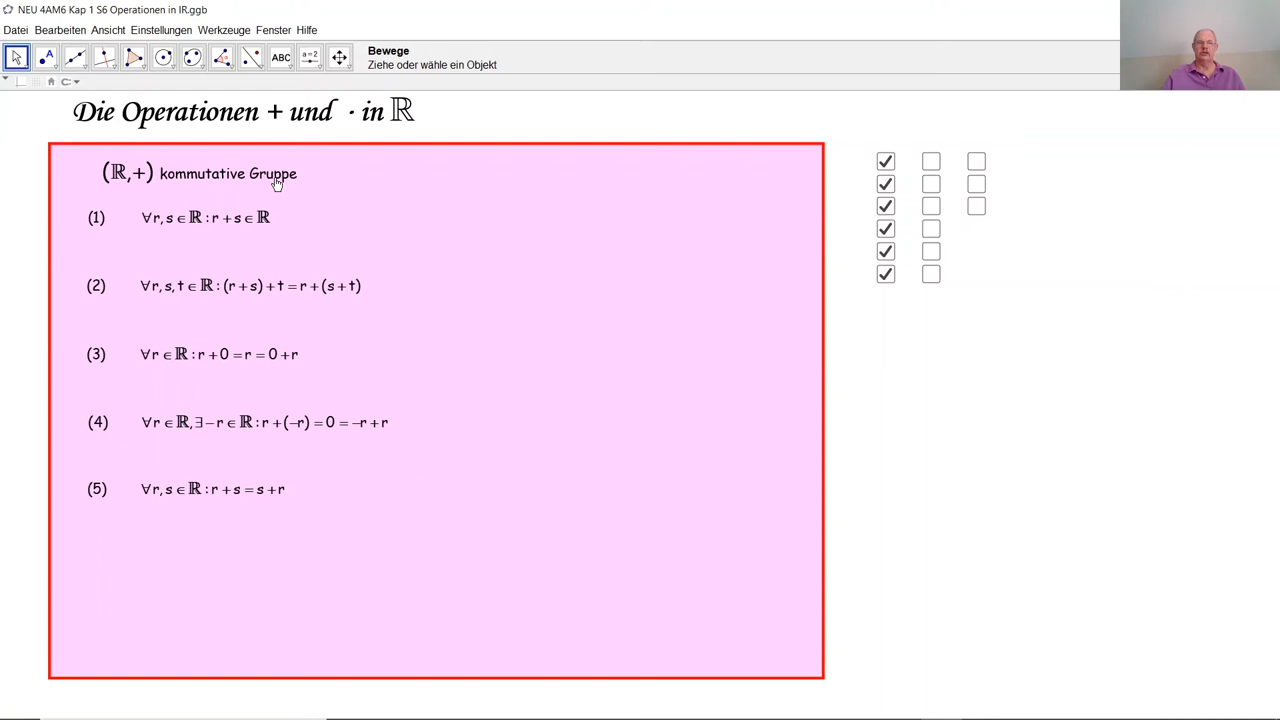 NEU 4AM6 Kap 1 S6 Operationen in IR.ggb
Datei Bearbeiten Ansicht Einstellungen Werkzeuge Fenster Hilfe
A ABC a=2
Bewege
Ziehe oder wähle ein Objekt
Die Operationen + und · in ℝ
(ℝ,+) kommutative Gruppe
(1) ∀r,s∈ℝ:r+s∈ℝ
(2) ∀r,s,t∈ℝ:(r+s)+t=r+(s+t)
(3) ∀r∈ℝ:r+0=r=0+r
(4) ∀r∈ℝ,∃−r∈ℝ:r+(−r)=0=−r+r
(5) ∀r,s∈ℝ:r+s=s+r